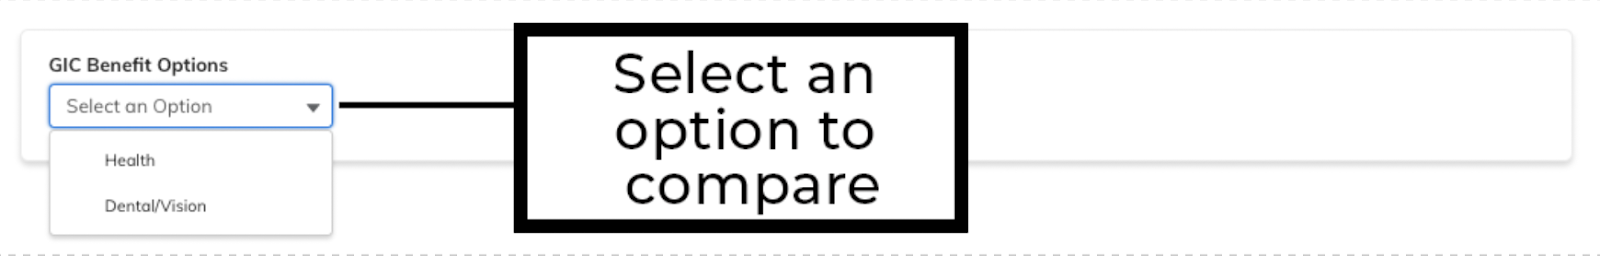 GIC Benefit Options
Select an Option
Health
Dental/Vision
Select an
option to
compare